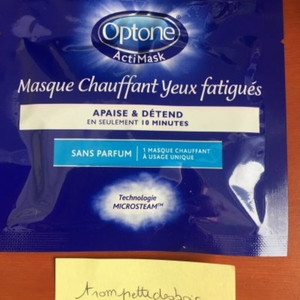 Optone
ActiMask
Masque Chauffant Yeux fatigués
APAISE & DÉTEND
EN SEULEMENT 10 MINUTES
SANS PARFUM
1 MASQUE CHAUFFANT
À USAGE UNIQUE
Technologie
MICROSTEAM™
trompettedesbois